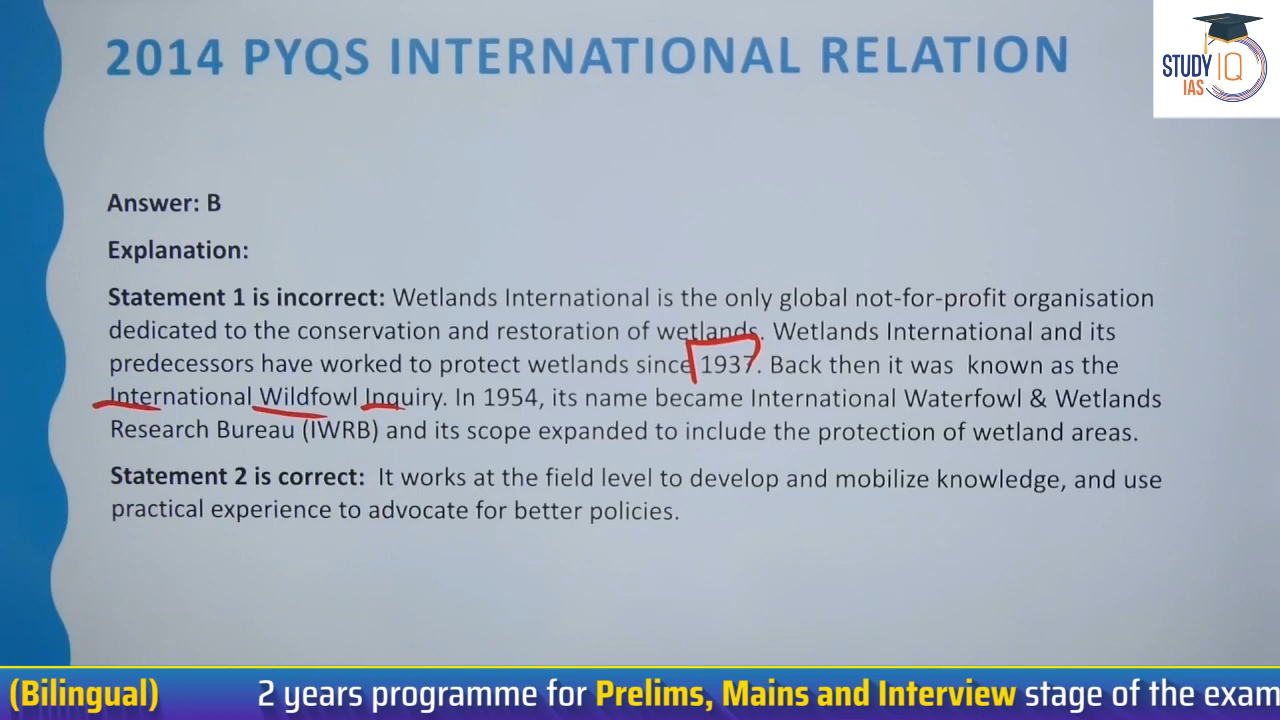 2014 PYQS INTERNATIONAL RELATION
STUDY IQ
IAS
Answer: B
Explanation:
Statement 1 is incorrect: Wetlands International is the only global not-for-profit organisation
dedicated to the conservation and restoration of wetlands. Wetlands International and its
predecessors have worked to protect wetlands since 1937. Back then it was known as the
International Wildfowl Inquiry. In 1954, its name became International Waterfowl & Wetlands
Research Bureau (IWRB) and its scope expanded to include the protection of wetland areas.
Statement 2 is correct: It works at the field level to develop and mobilize knowledge, and use
practical experience to advocate for better policies.
(Bilingual) 2 years programme for Prelims, Mains and Interview stage of the exam